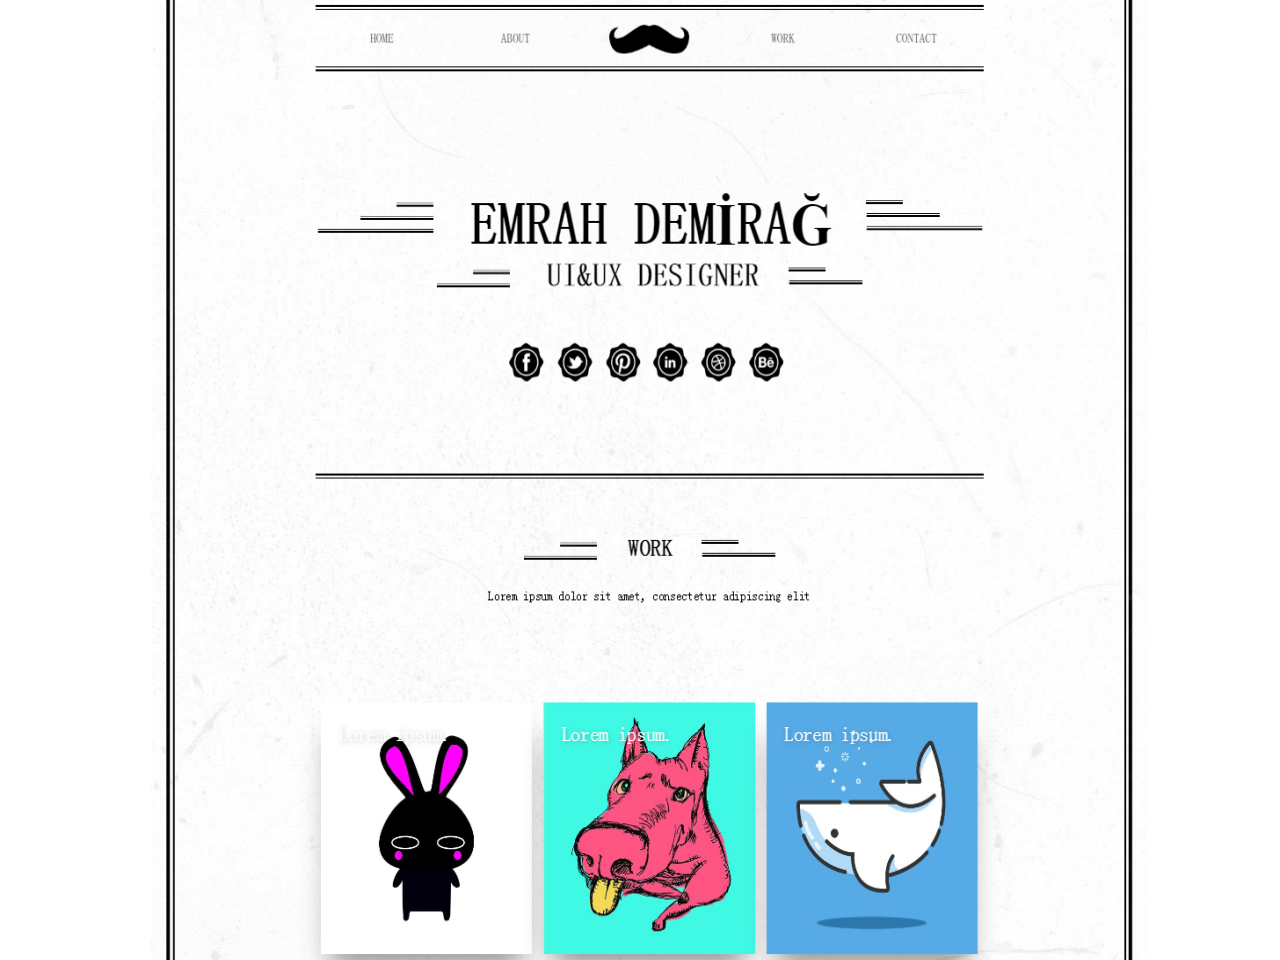 HOME ABOUT WORK CONTACT
EMRAH DEMİRAĞ
UI&UX DESIGNER
f in Bē
WORK
Lorem ipsum dolor sit amet, consectetur adipiscing elit
Lorem ipsum. Lorem ipsum. Lorem ipsum.